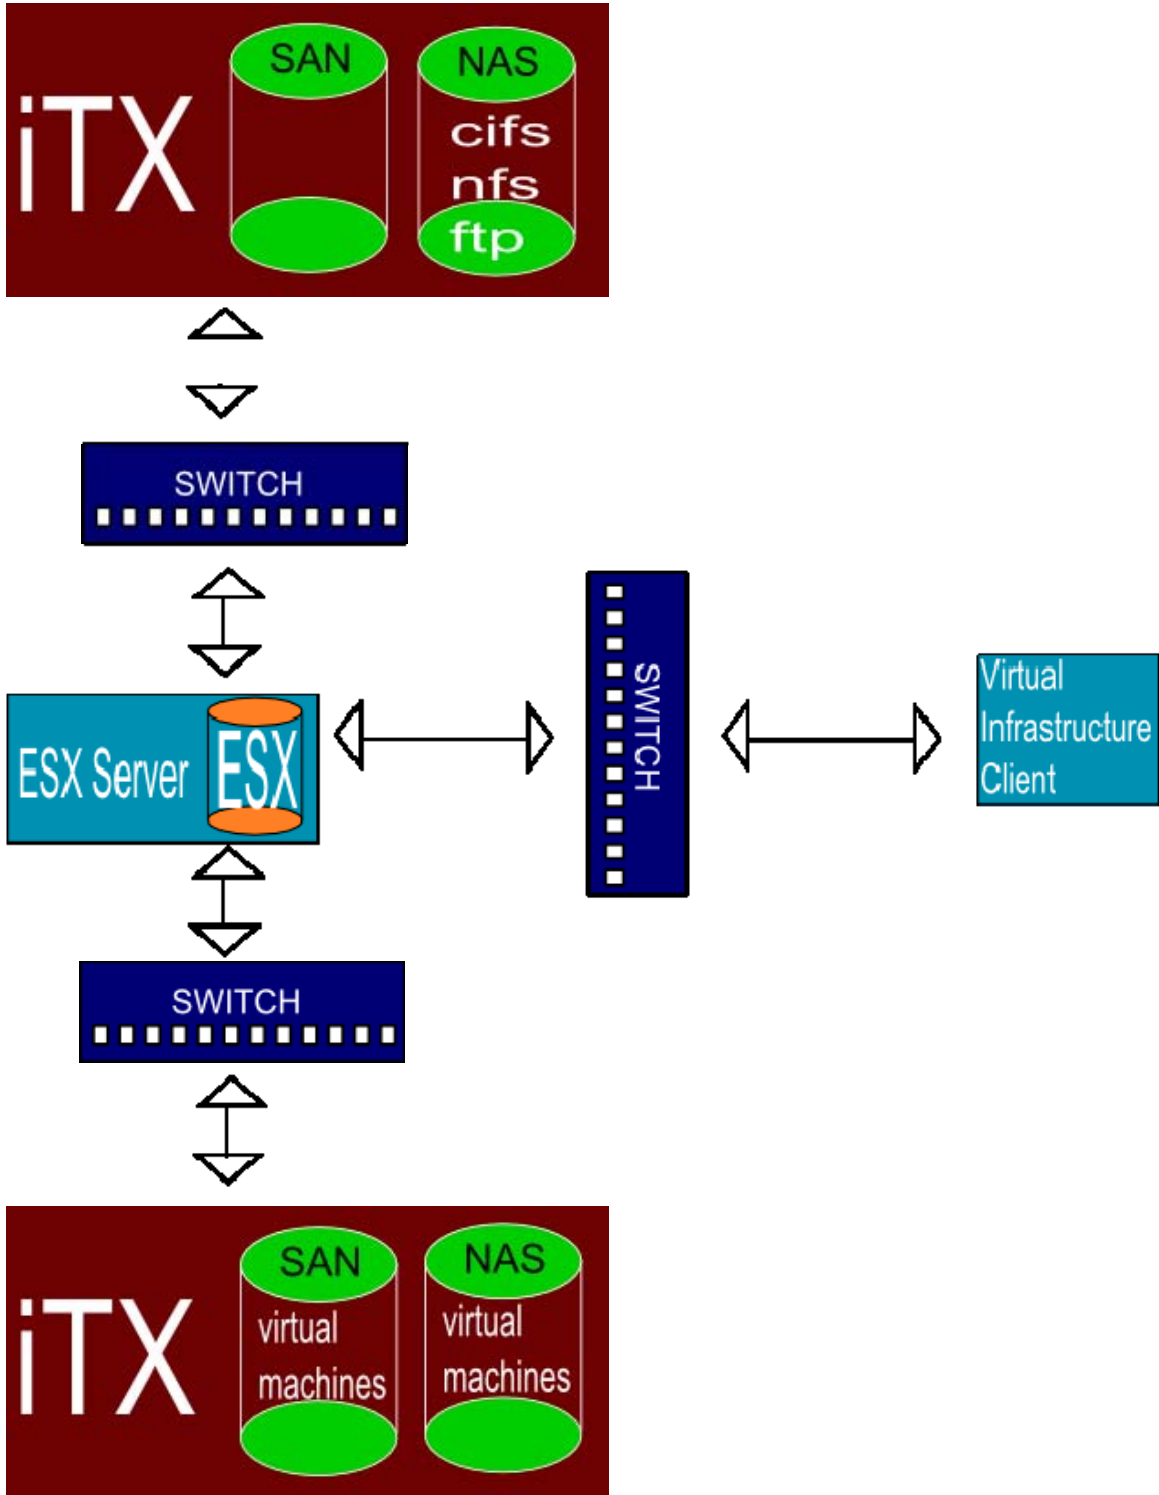 SAN
NAS
iTX
cifs
nfs
ftp
SWITCH
SWITCH
Virtual
Infrastructure
Client
ESX Server
ESX
SWITCH
SAN
NAS
iTX
virtual
machines
virtual
machines